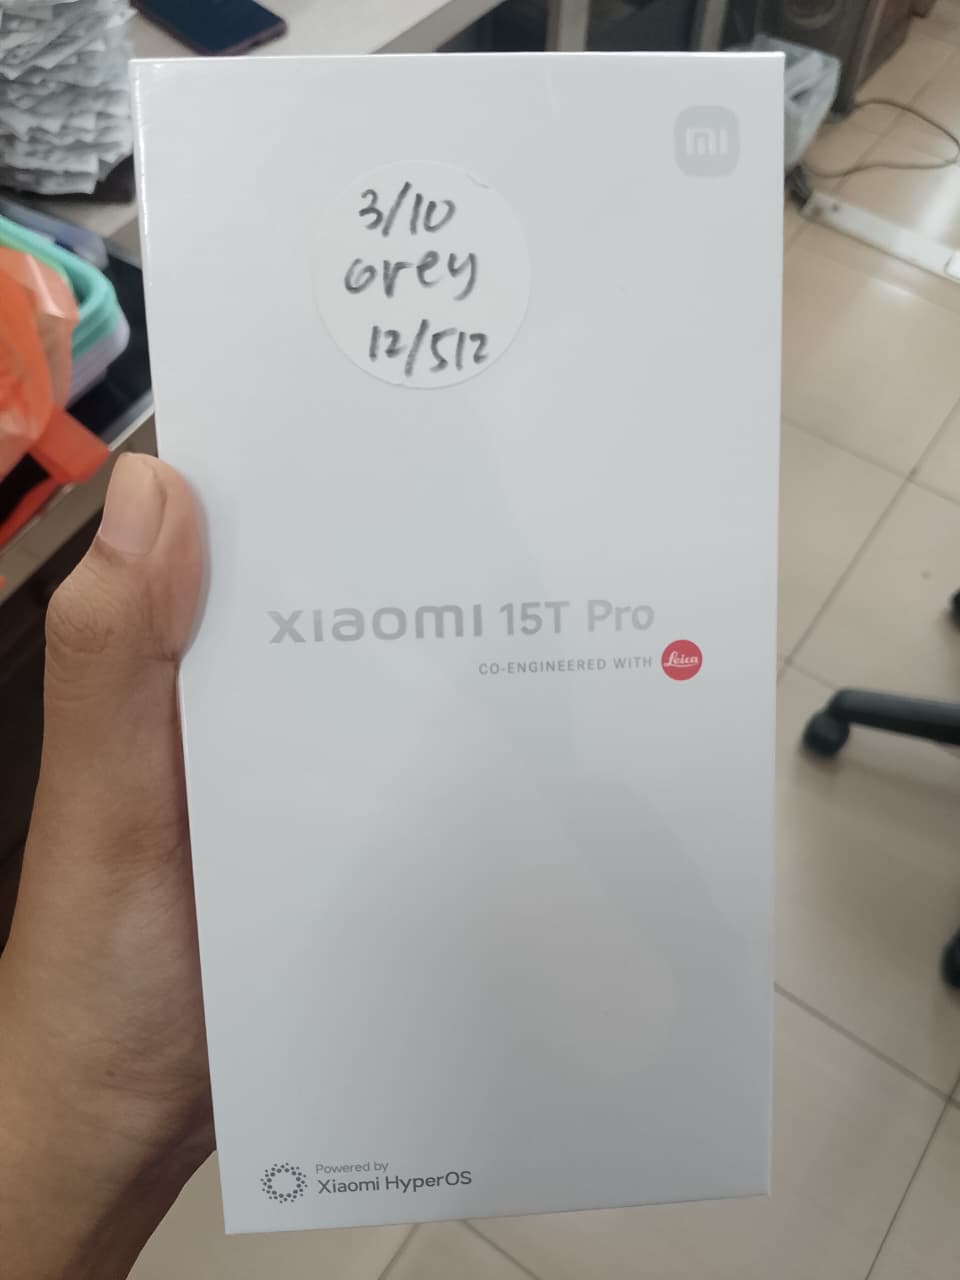 mi
3/10
Grey
12/512
xiaomi 15T Pro
CO-ENGINEERED WITH Leica
Powered by
Xiaomi HyperOS